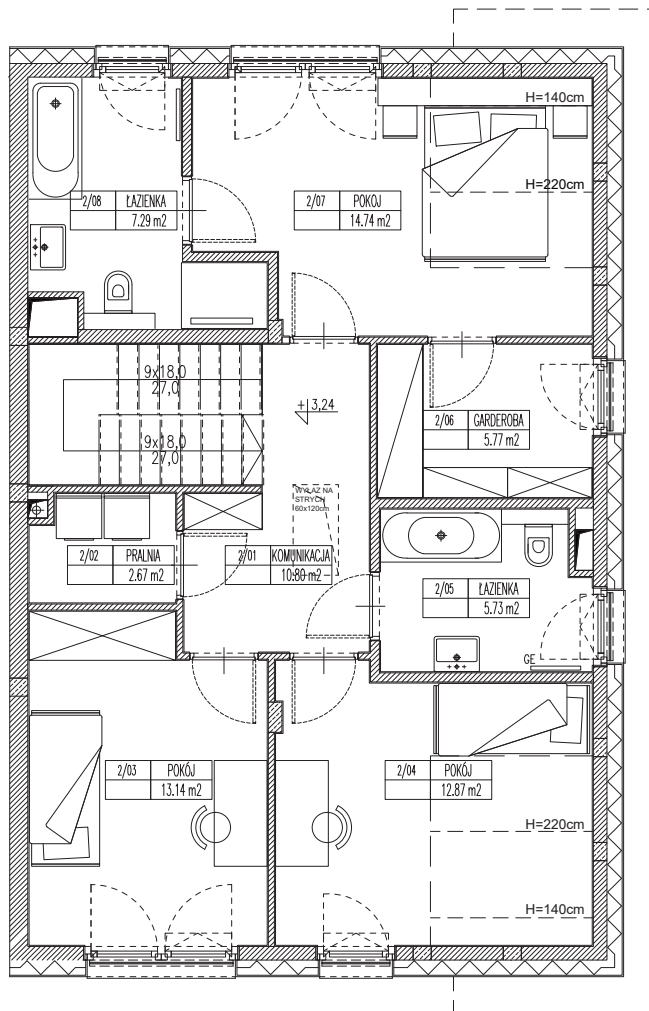 H=140cm
H=220cm
2/08 ŁAZIENKA
7.29 m2
2/07 POKÓJ
14.74 m2
9x18,0
27,0
9x18,0
27,0
+3,24
2/06 GARDEROBA
5.77 m2
WYŁAZ NA
STRYCH
60x120cm
2/02 PRALNIA
2.67 m2
2/01 KOMUNIKACJA
10.80 m2
2/05 ŁAZIENKA
5.73 m2
GE
2/03 POKÓJ
13.14 m2
2/04 POKÓJ
12.87 m2
H=220cm
H=140cm